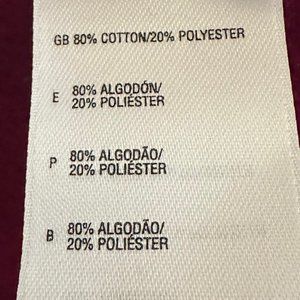 GB 80% COTTON/20% POLYESTER
E 80% ALGODÓN/
20% POLIÉSTER
P 80% ALGODÃO/
20% POLIÉSTER
B 80% ALGODÃO/
20% POLIÉSTER